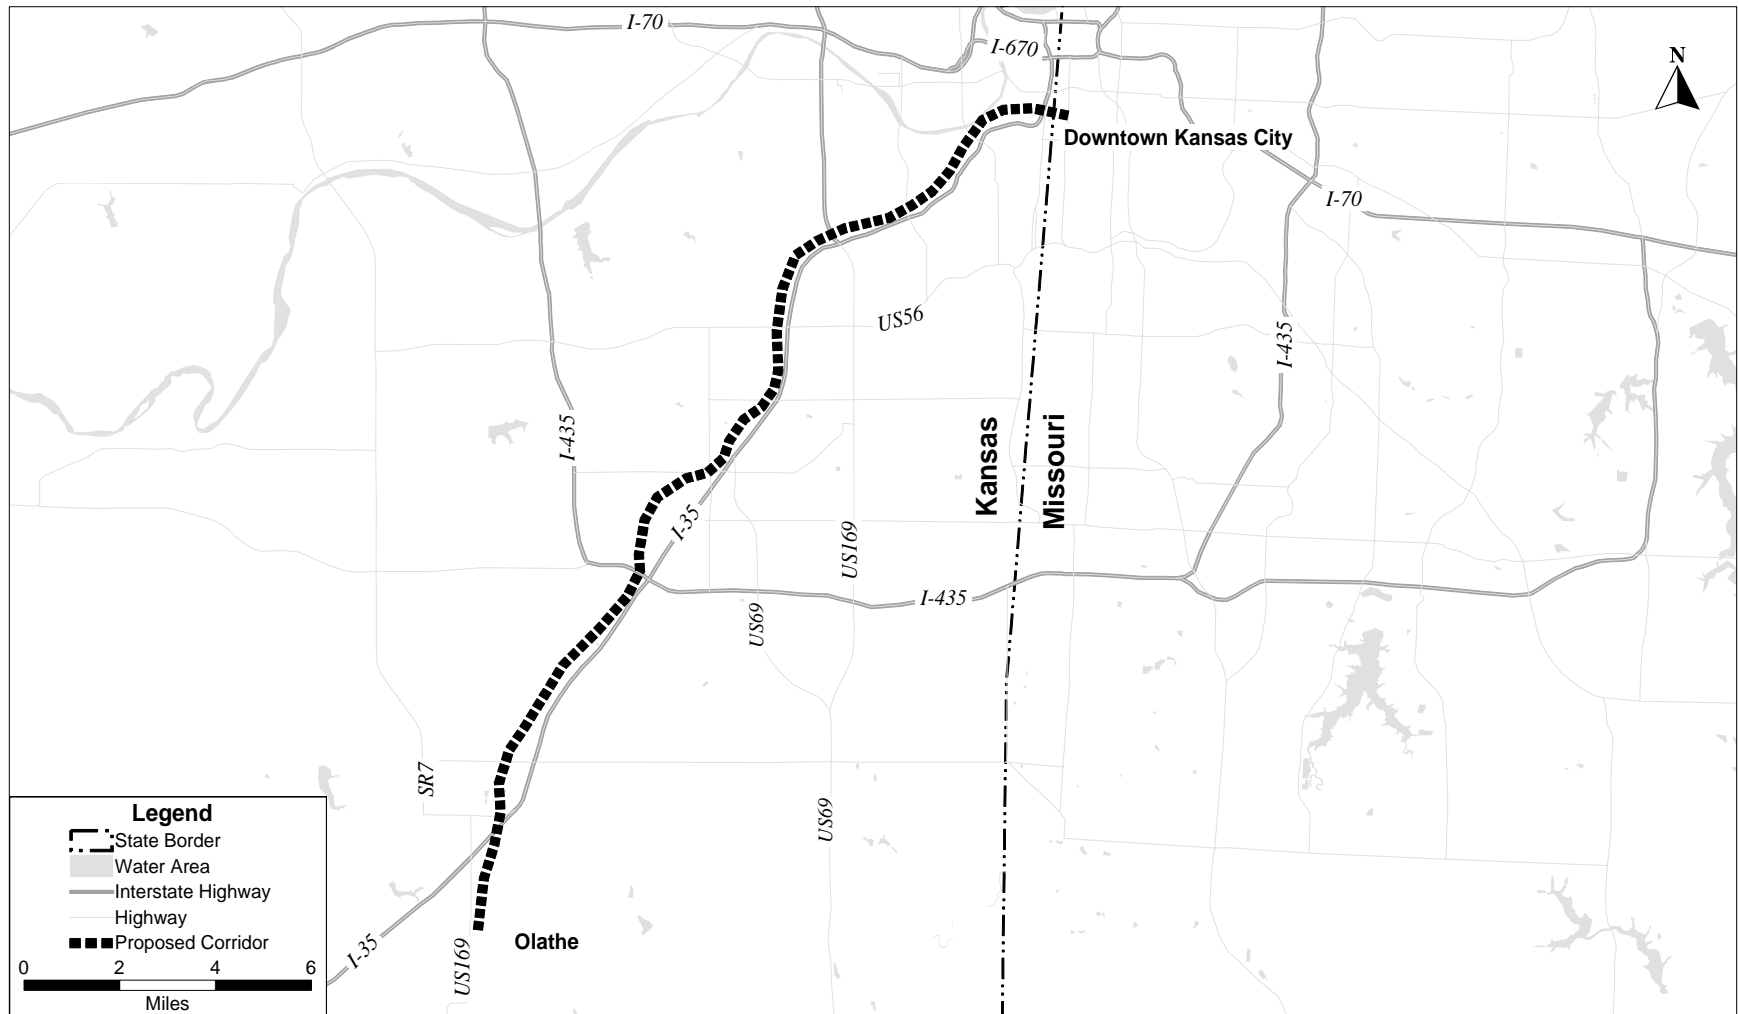 I-70
I-670
N
Downtown Kansas City
I-70
US56
I-435
Kansas
Missouri
I-435
I-35
US169
I-435
US69
SR7
US69
Legend
State Border
Water Area
Interstate Highway
Highway
Proposed Corridor
0 2 4 6
Miles
I-35
US169
Olathe